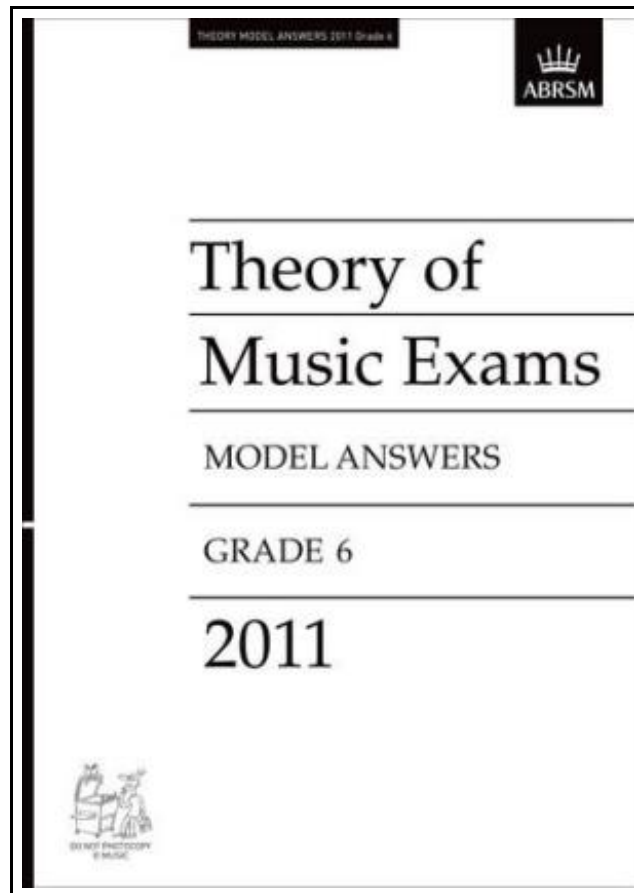 THEORY MODEL ANSWERS 2011 Grade 6
ABRSM
Theory of
Music Exams
MODEL ANSWERS
GRADE 6
2011
DO NOT PHOTOCOPY
© MUSIC